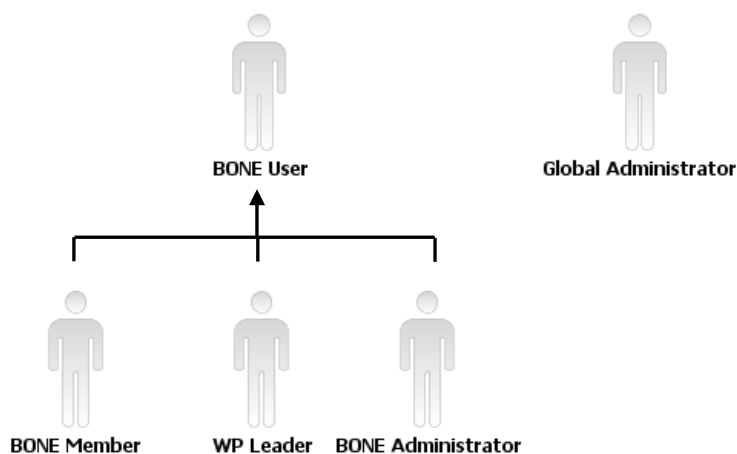 BONE User
Global Administrator
BONE Member
WP Leader
BONE Administrator